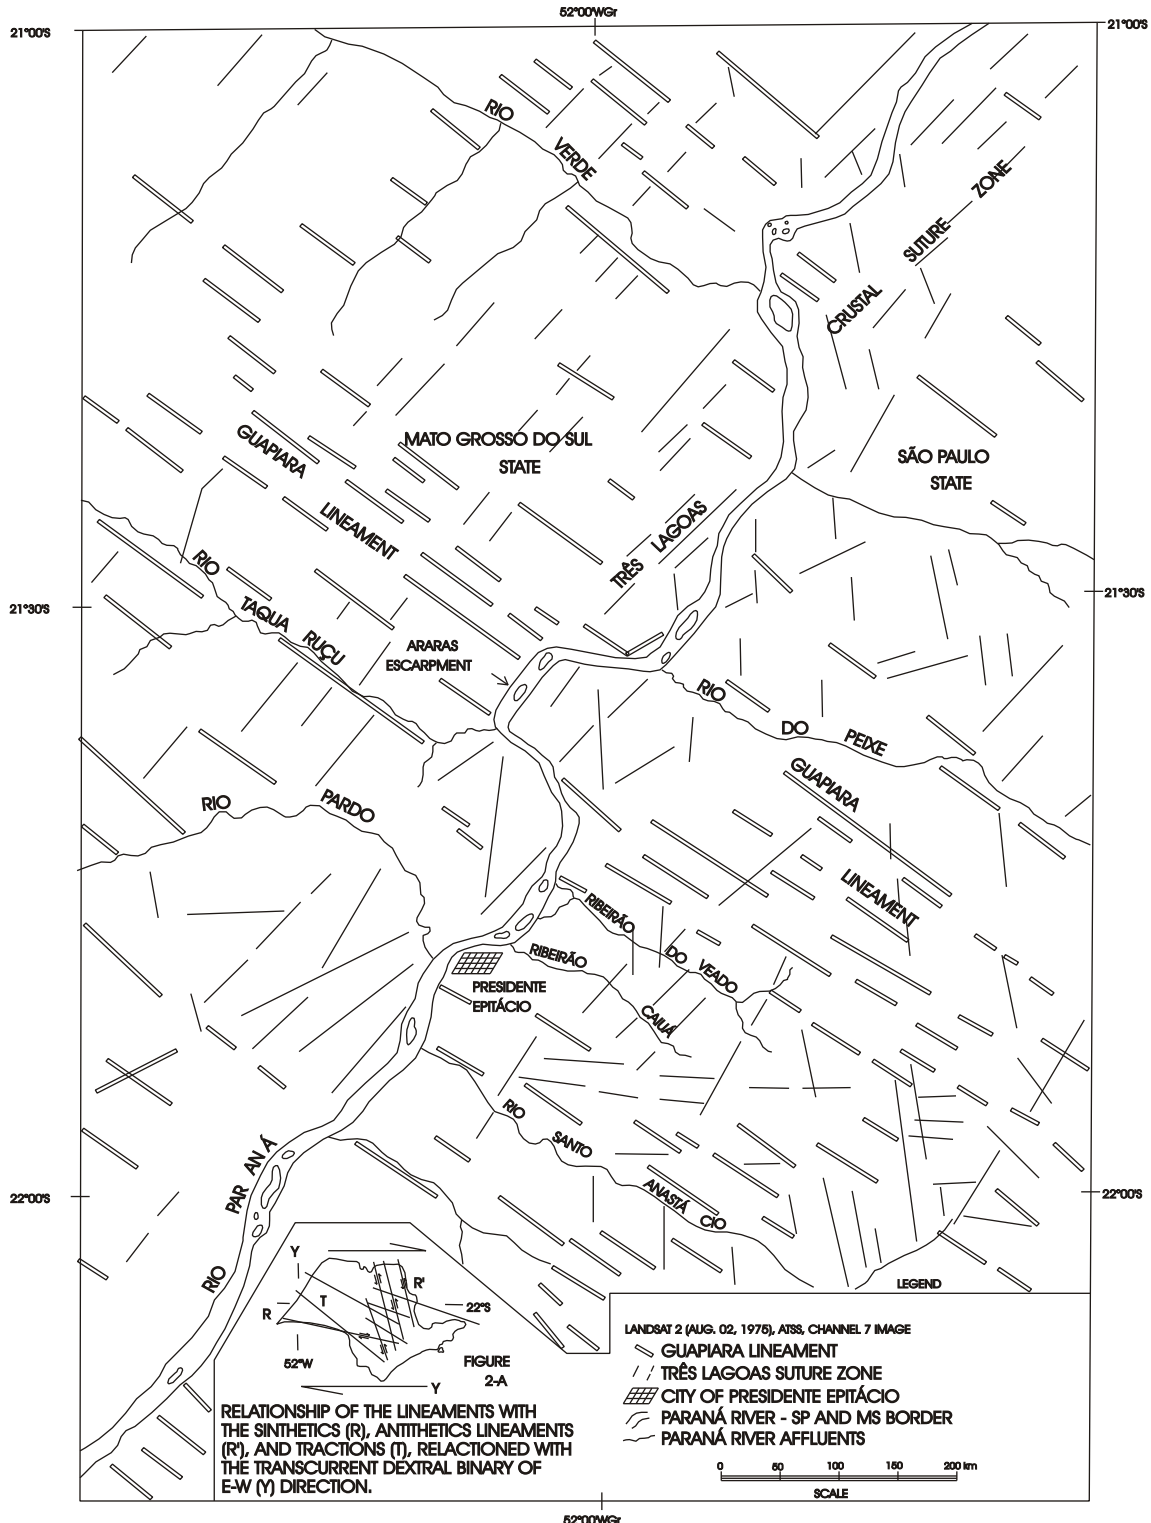 52°00'WGr
21°00'S
21°00'S
RIO
VERDE
CRUSTAL
SUTURE
ZONE
MATO GROSSO DO SUL
STATE
SÃO PAULO
STATE
GUAPIARA
LINEAMENT
TRÊS
LAGOAS
RIO
TAQUA
RUÇU
21°30'S
21°30'S
ARARAS
ESCARPMENT
RIO
DO
PEIXE
RIO
PARDO
GUAPIARA
LINEAMENT
RIBEIRÃO
DO
VEADO
RIBEIRÃO
CAIUÁ
PRESIDENTE
EPITÁCIO
RIO
SANTO
ANASTÁ
CIO
RIO
PAR
AN
Á
22°00'S
22°00'S
Y
R'
T
R
22°S
52°W
Y
FIGURE
2-A
RELATIONSHIP OF THE LINEAMENTS WITH
THE SINTHETICS (R), ANTITHETICS LINEAMENTS
(R'), AND TRACTIONS (T), RELACTIONED WITH
THE TRANSCURRENT DEXTRAL BINARY OF
E-W (Y) DIRECTION.
LEGEND
LANDSAT 2 (AUG. 02, 1975), ATSS, CHANNEL 7 IMAGE
GUAPIARA LINEAMENT
TRÊS LAGOAS SUTURE ZONE
CITY OF PRESIDENTE EPITÁCIO
PARANÁ RIVER - SP AND MS BORDER
PARANÁ RIVER AFFLUENTS
0 50 100 150 200 km
SCALE
52°00'WGr